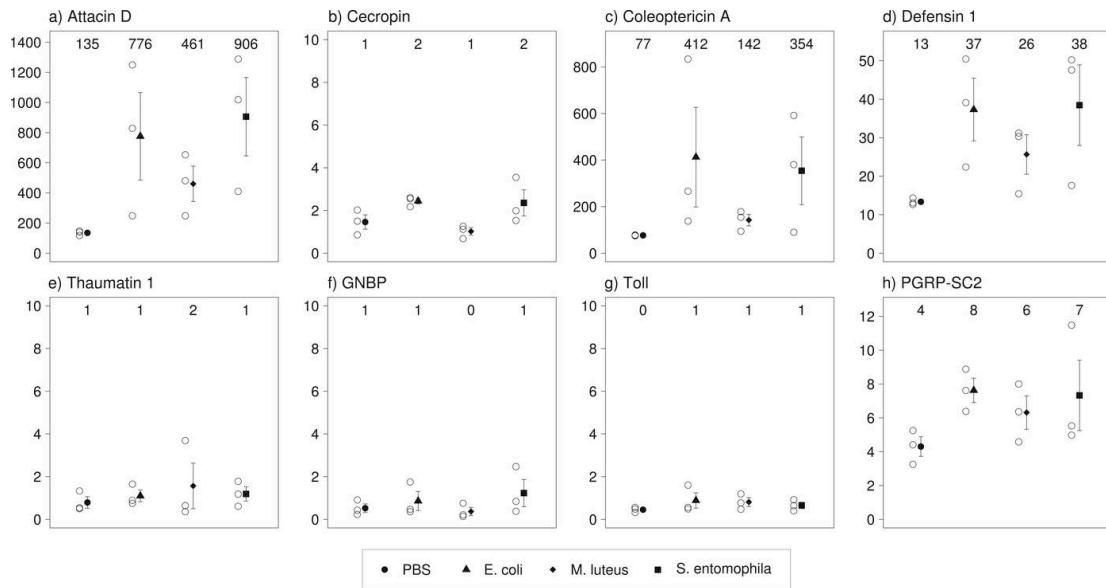 a) Attacin D
135 776 461 906
1400
1200
1000
800
600
400
200
0
b) Cecropin
1 2 1 2
10
8
6
4
2
0
c) Coleoptericin A
77 412 142 354
800
600
400
200
0
d) Defensin 1
13 37 26 38
50
40
30
20
10
0
e) Thaumatin 1
1 1 2 1
10
8
6
4
2
0
f) GNBP
1 1 0 1
10
8
6
4
2
0
g) Toll
0 1 1 1
10
8
6
4
2
0
h) PGRP-SC2
4 8 6 7
12
10
8
6
4
2
0
PBS E. coli M. luteus S. entomophila